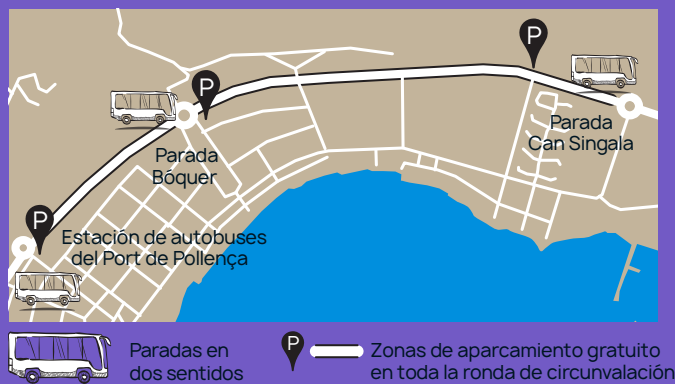 P
P
P
Parada
Can Singala
Parada
Bóquer
Estación de autobuses
del Port de Pollença
Paradas en
dos sentidos
P
Zonas de aparcamiento gratuito
en toda la ronda de circunvalación